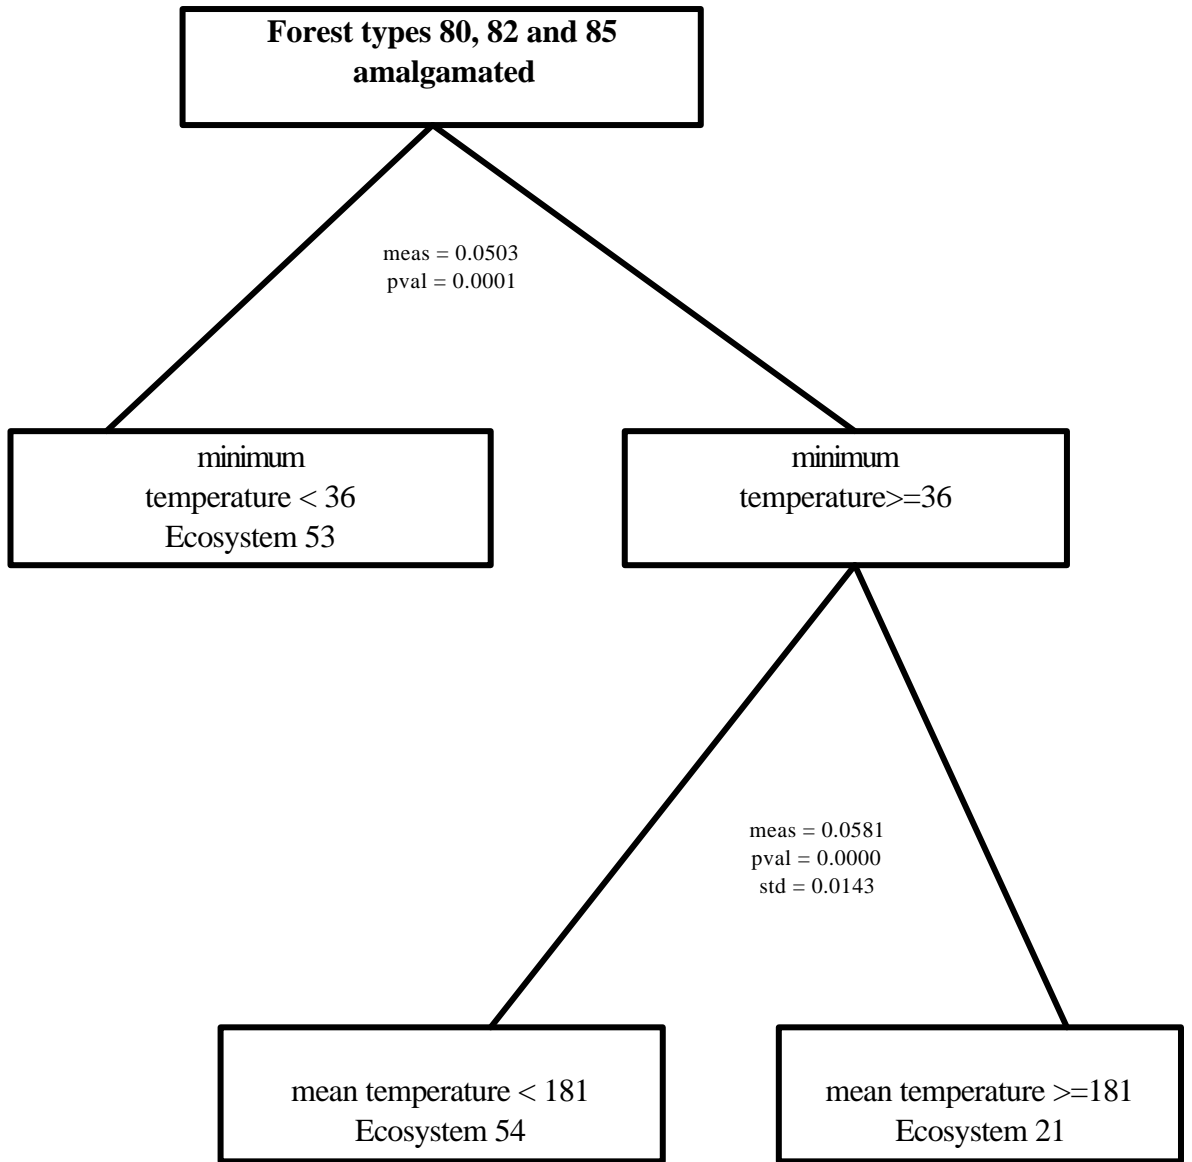 Forest types 80, 82 and 85
amalgamated
meas = 0.0503
pval = 0.0001
minimum
temperature < 36
Ecosystem 53
minimum
temperature>=36
meas = 0.0581
pval = 0.0000
std = 0.0143
mean temperature < 181
Ecosystem 54
mean temperature >=181
Ecosystem 21